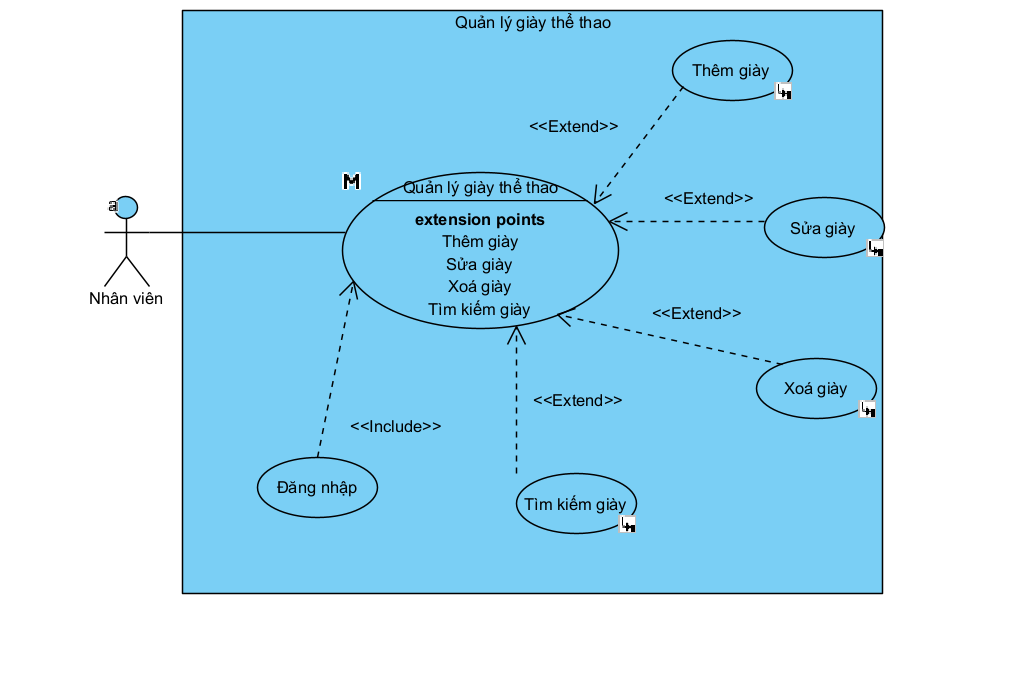 Quản lý giày thể thao
Thêm giày
<<Extend>>
M
Quản lý giày thể thao
extension points
Thêm giày
Sửa giày
Xoá giày
Tìm kiếm giày
<<Extend>>
Sửa giày
a
Nhân viên
<<Extend>>
Xoá giày
<<Extend>>
<<Include>>
Đăng nhập
Tìm kiếm giày